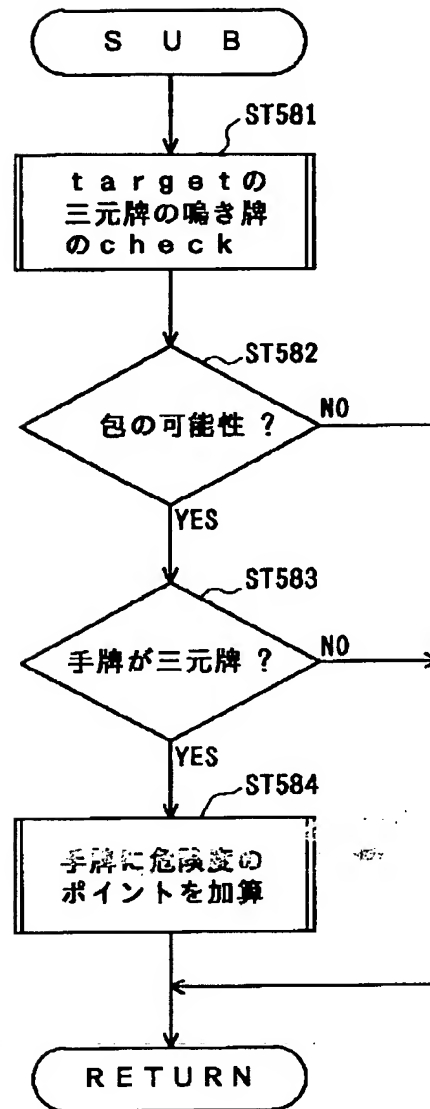 SUB
ST581
targetの
三元牌の鳴き牌
のcheck
ST582
包の可能性?
NO
YES
ST583
手牌が三元牌?
NO
YES
ST584
手牌に危険度の
ポイントを加算
RETURN